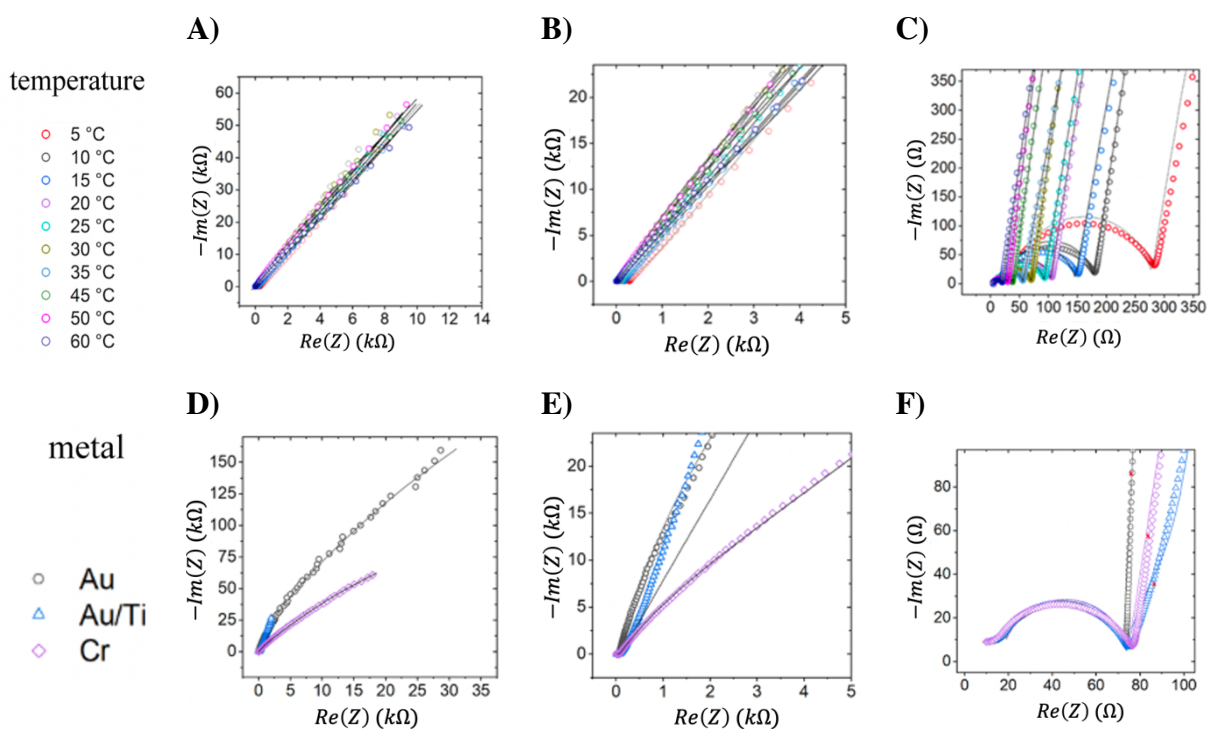 A)
B)
C)
temperature
5 °C
10 °C
15 °C
20 °C
25 °C
30 °C
35 °C
45 °C
50 °C
60 °C
60
50
40
30
20
10
0
-Im(Z) (kΩ)
0 2 4 6 8 10 12 14
Re(Z) (kΩ)
20
15
10
5
0
-Im(Z) (kΩ)
0 1 2 3 4 5
Re(Z) (kΩ)
350
300
250
200
150
100
50
0
-Im(Z) (Ω)
0 50 100 150 200 250 300 350
Re(Z) (Ω)
D)
E)
F)
metal
Au
Au/Ti
Cr
150
125
100
75
50
25
0
-Im(Z) (kΩ)
0 5 10 15 20 25 30 35
Re(Z) (kΩ)
20
15
10
5
0
-Im(Z) (kΩ)
0 1 2 3 4 5
Re(Z) (kΩ)
80
60
40
20
0
-Im(Z) (Ω)
0 20 40 60 80 100
Re(Z) (Ω)